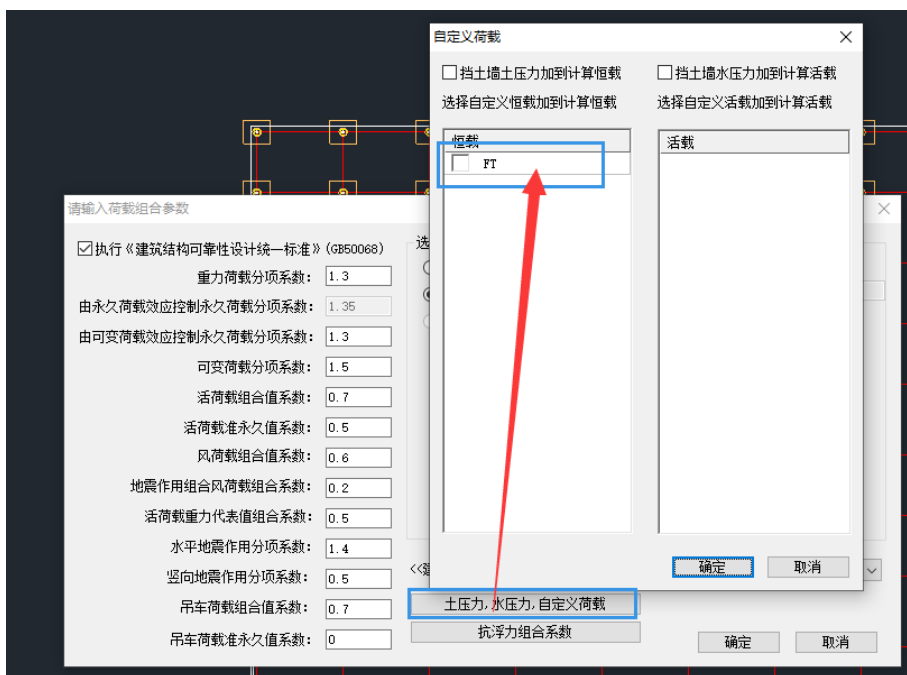 自定义荷载
挡土墙土压力加到计算恒载
挡土墙水压力加到计算活载
选择自定义恒载加到计算恒载
选择自定义活载加到计算活载
恒载
活载
FT
确定
取消
请输入荷载组合参数
执行《建筑结构可靠性设计统一标准》(GB50068)
重力荷载分项系数: 1.3
由永久荷载效应控制永久荷载分项系数: 1.35
由可变荷载效应控制永久荷载分项系数: 1.3
可变荷载分项系数: 1.5
活荷载组合值系数: 0.7
活荷载准永久值系数: 0.5
风荷载组合值系数: 0.6
地震作用组合风荷载组合系数: 0.2
活荷载重力代表值组合系数: 0.5
水平地震作用分项系数: 1.4
竖向地震作用分项系数: 0.5
吊车荷载组合值系数: 0.7
吊车荷载准永久值系数: 0
选
<<
土压力,水压力,自定义荷载
抗浮力组合系数
确定
取消